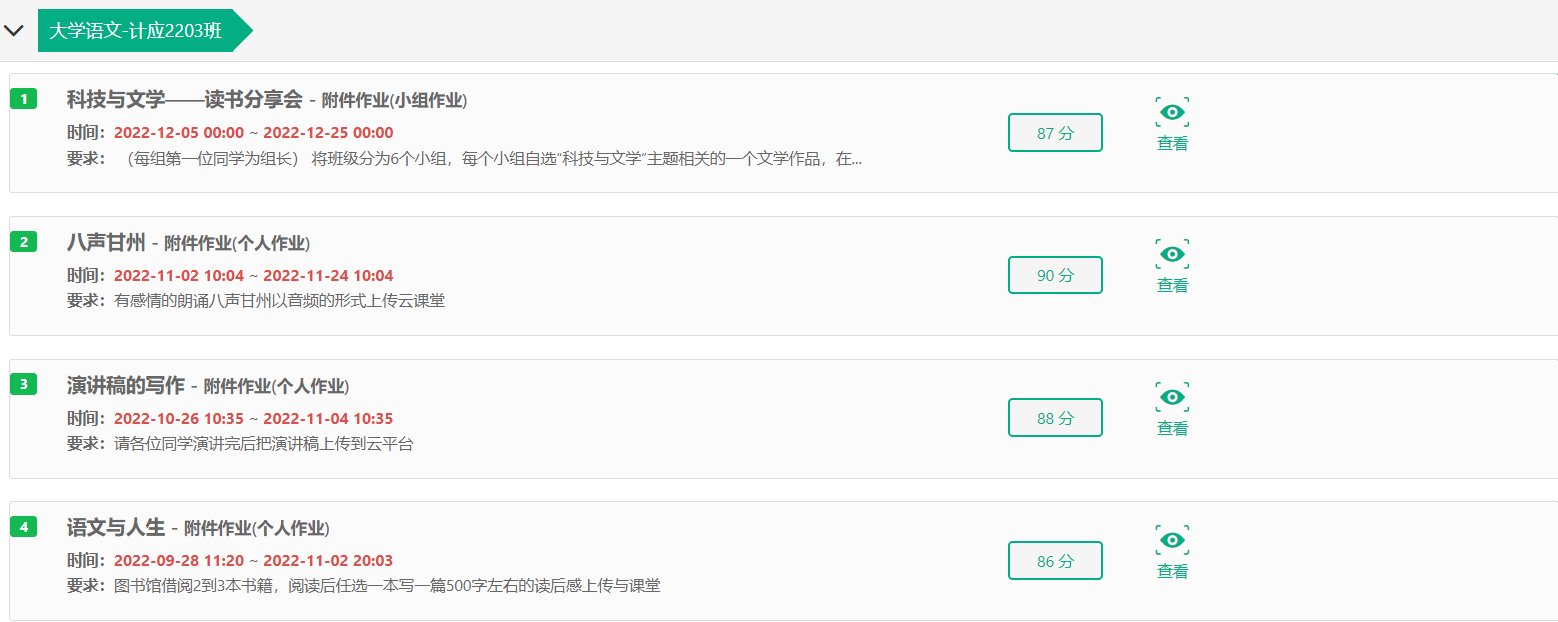 大学语文-计应2203班
1
科技与文学——读书分享会 - 附件作业(小组作业)
时间：2022-12-05 00:00 ~ 2022-12-25 00:00
要求：（每组第一位同学为组长） 将班级分为6个小组，每个小组自选“科技与文学”主题相关的一个文学作品，在...
87 分
查看
2
八声甘州 - 附件作业(个人作业)
时间：2022-11-02 10:04 ~ 2022-11-24 10:04
要求：有感情的朗诵八声甘州以音频的形式上传云课堂
90 分
查看
3
演讲稿的写作 - 附件作业(个人作业)
时间：2022-10-26 10:35 ~ 2022-11-04 10:35
要求：请各位同学演讲完后把演讲稿上传到云平台
88 分
查看
4
语文与人生 - 附件作业(个人作业)
时间：2022-09-28 11:20 ~ 2022-11-02 20:03
要求：图书馆借阅2到3本书籍，阅读后任选一本写一篇500字左右的读后感上传与课堂
86 分
查看